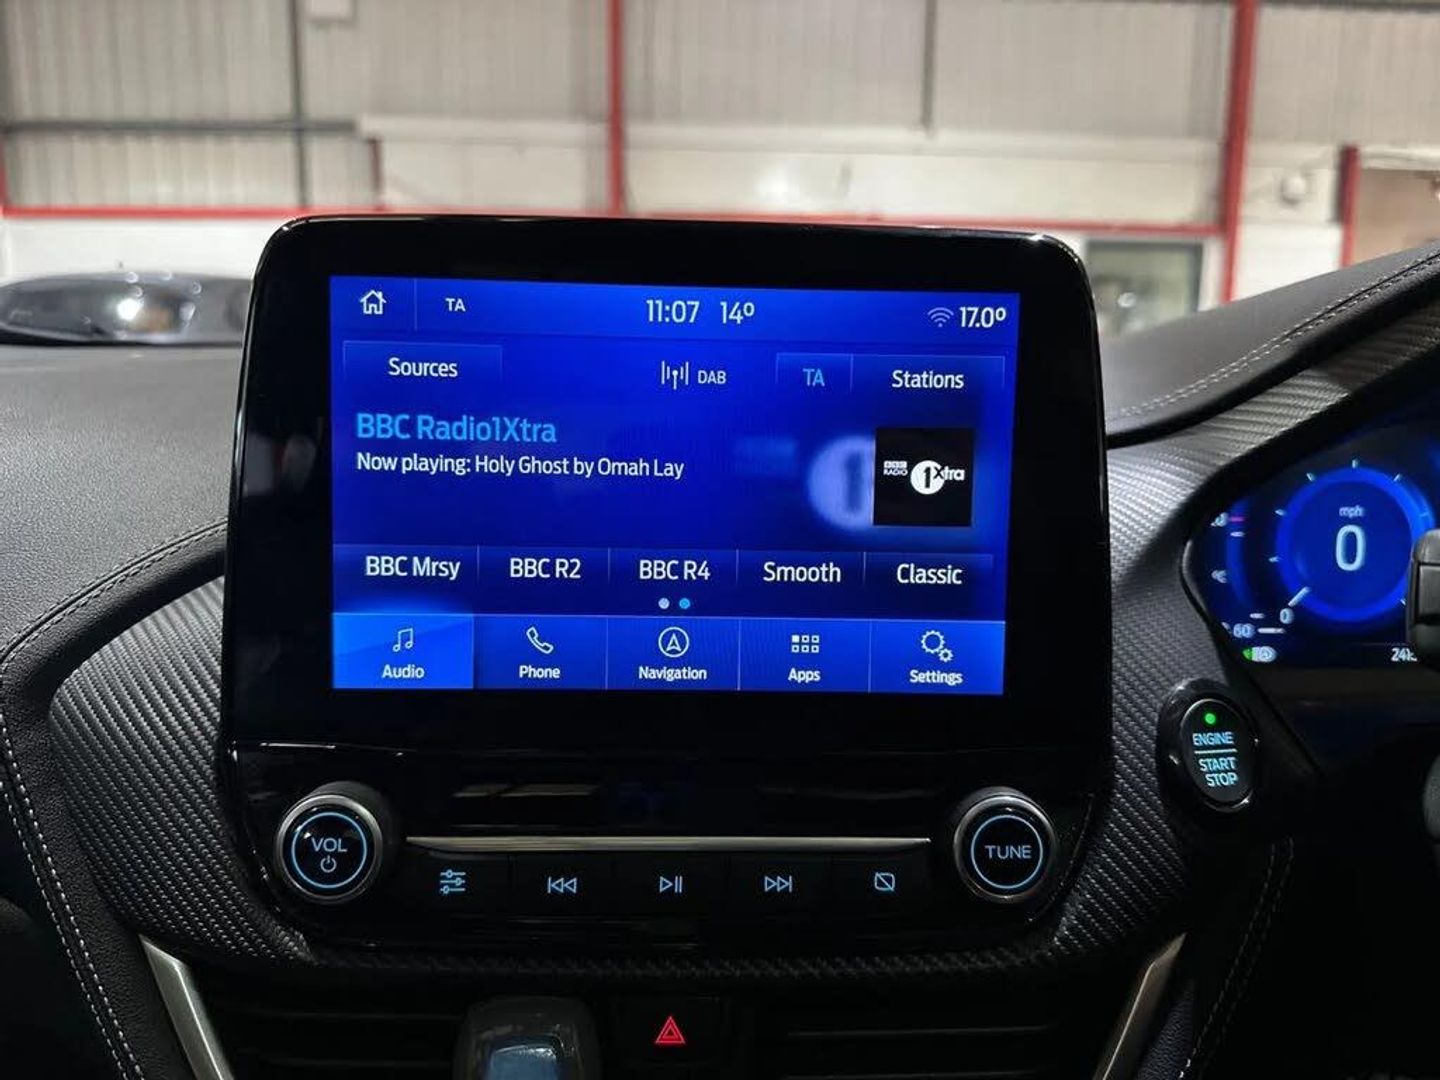 TA 11:07 14° 17.0°
Sources DAB TA Stations
BBC Radio1Xtra
Now playing: Holy Ghost by Omah Lay
BBC RADIO 1Xtra
BBC Mrsy BBC R2 BBC R4 Smooth Classic
Audio Phone Navigation Apps Settings
VOL
TUNE
mph
0
0
60
ENGINE
START
STOP